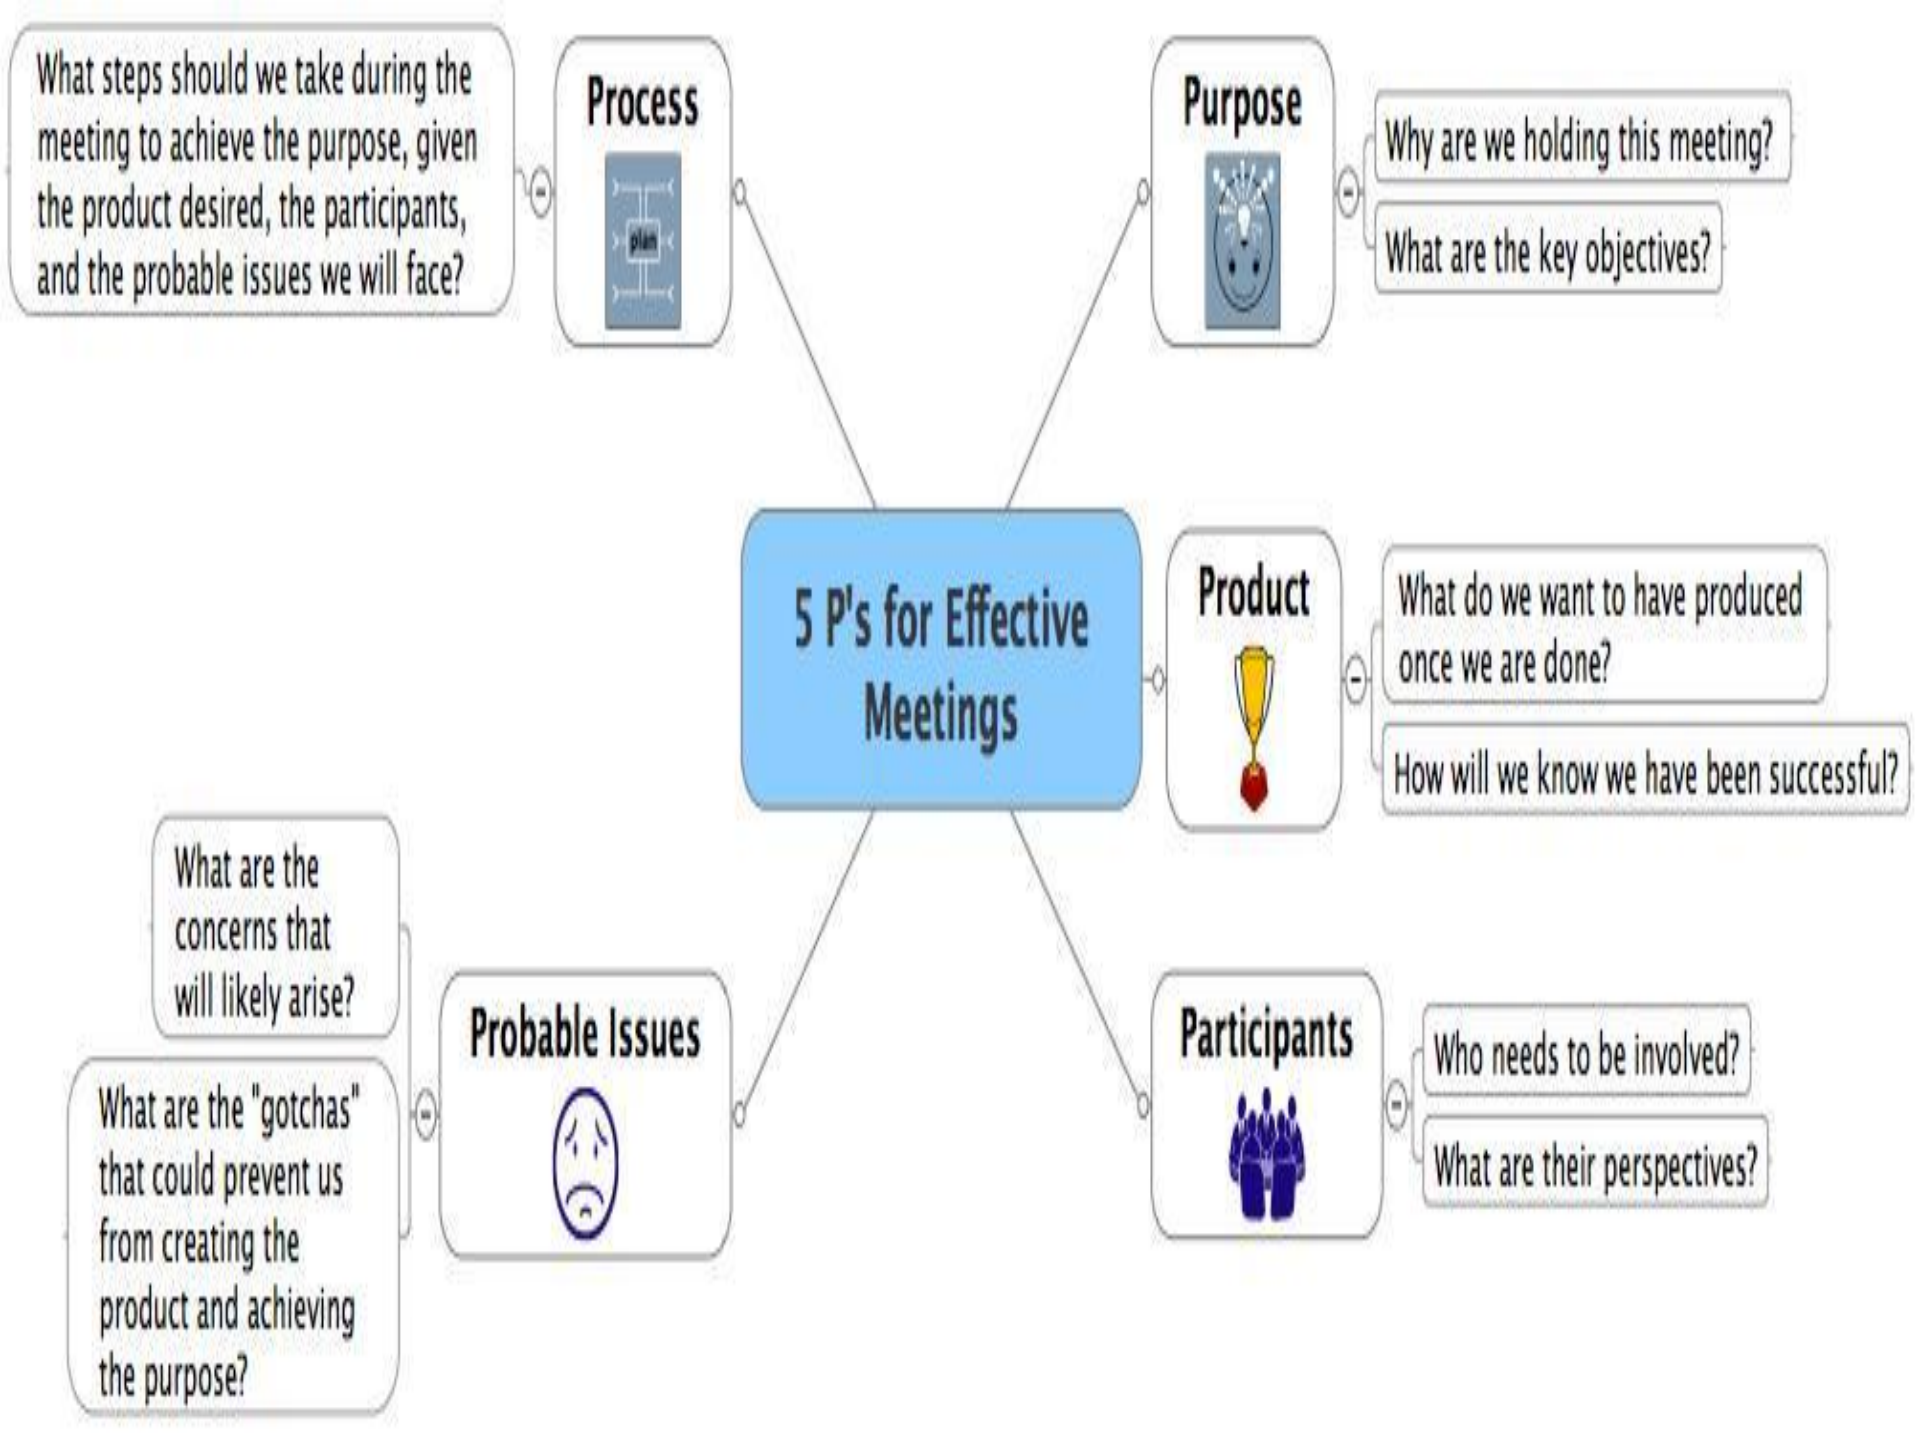 5 P's for Effective
Meetings
Purpose
Why are we holding this meeting?
What are the key objectives?
Product
What do we want to have produced
once we are done?
How will we know we have been successful?
Participants
Who needs to be involved?
What are their perspectives?
Probable Issues
What are the
concerns that
will likely arise?
What are the "gotchas"
that could prevent us
from creating the
product and achieving
the purpose?
Process
plan
What steps should we take during the
meeting to achieve the purpose, given
the product desired, the participants,
and the probable issues we will face?